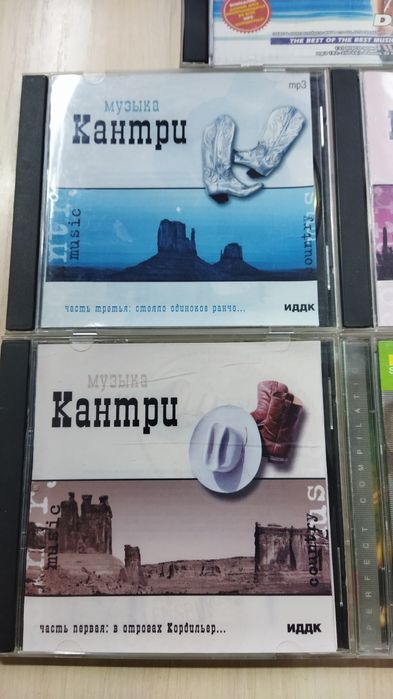 THE BEST OF THE BEST MUSI
музыка
mp3
Кантри
music
country
часть третья: стояло одинокое ранчо...
ИДДК
музыка
Кантри
music
country
часть первая: в отрогах Кордильер...
ИДДК
PERFECT COMPILATI